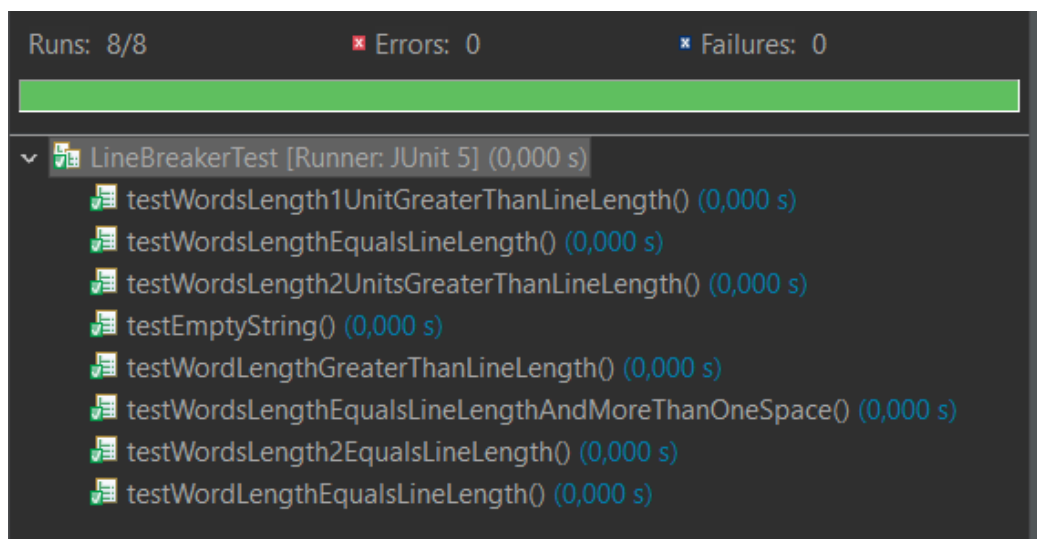 Runs: 8/8 Errors: 0 Failures: 0
LineBreakerTest [Runner: JUnit 5] (0,000 s)
testWordsLength1UnitGreaterThanLineLength() (0,000 s)
testWordsLengthEqualsLineLength() (0,000 s)
testWordsLength2UnitsGreaterThanLineLength() (0,000 s)
testEmptyString() (0,000 s)
testWordLengthGreaterThanLineLength() (0,000 s)
testWordsLengthEqualsLineLengthAndMoreThanOneSpace() (0,000 s)
testWordsLength2EqualsLineLength() (0,000 s)
testWordLengthEqualsLineLength() (0,000 s)